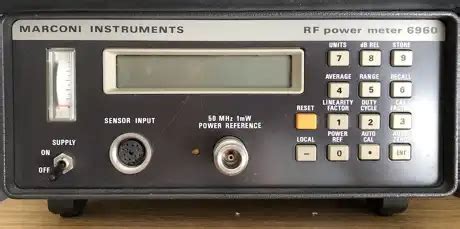 MARCONI INSTRUMENTS
RF power meter 6960
UNITS dB REL STORE
7 8 9
AVERAGE RANGE RECALL
4 5 6
LINEARITY FACTOR DUTY CYCLE CAL FACTOR
RESET 1 2 3
POWER REF AUTO CAL AUTO ZERO
LOCAL − 0 • ENT
SENSOR INPUT
50 MHz 1mW
POWER REFERENCE
SUPPLY
ON
OFF